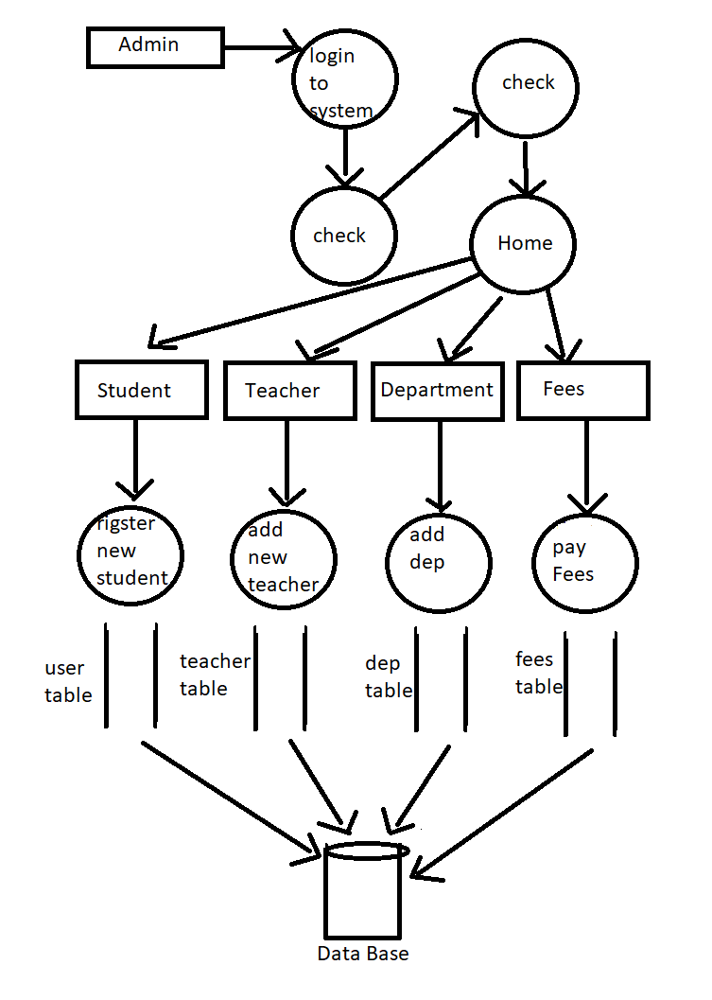 Admin
login
to
system
check
check
Home
Student
Teacher
Department
Fees
rigster
new
student
add
new
teacher
add
dep
pay
Fees
user
table
teacher
table
dep
table
fees
table
Data Base